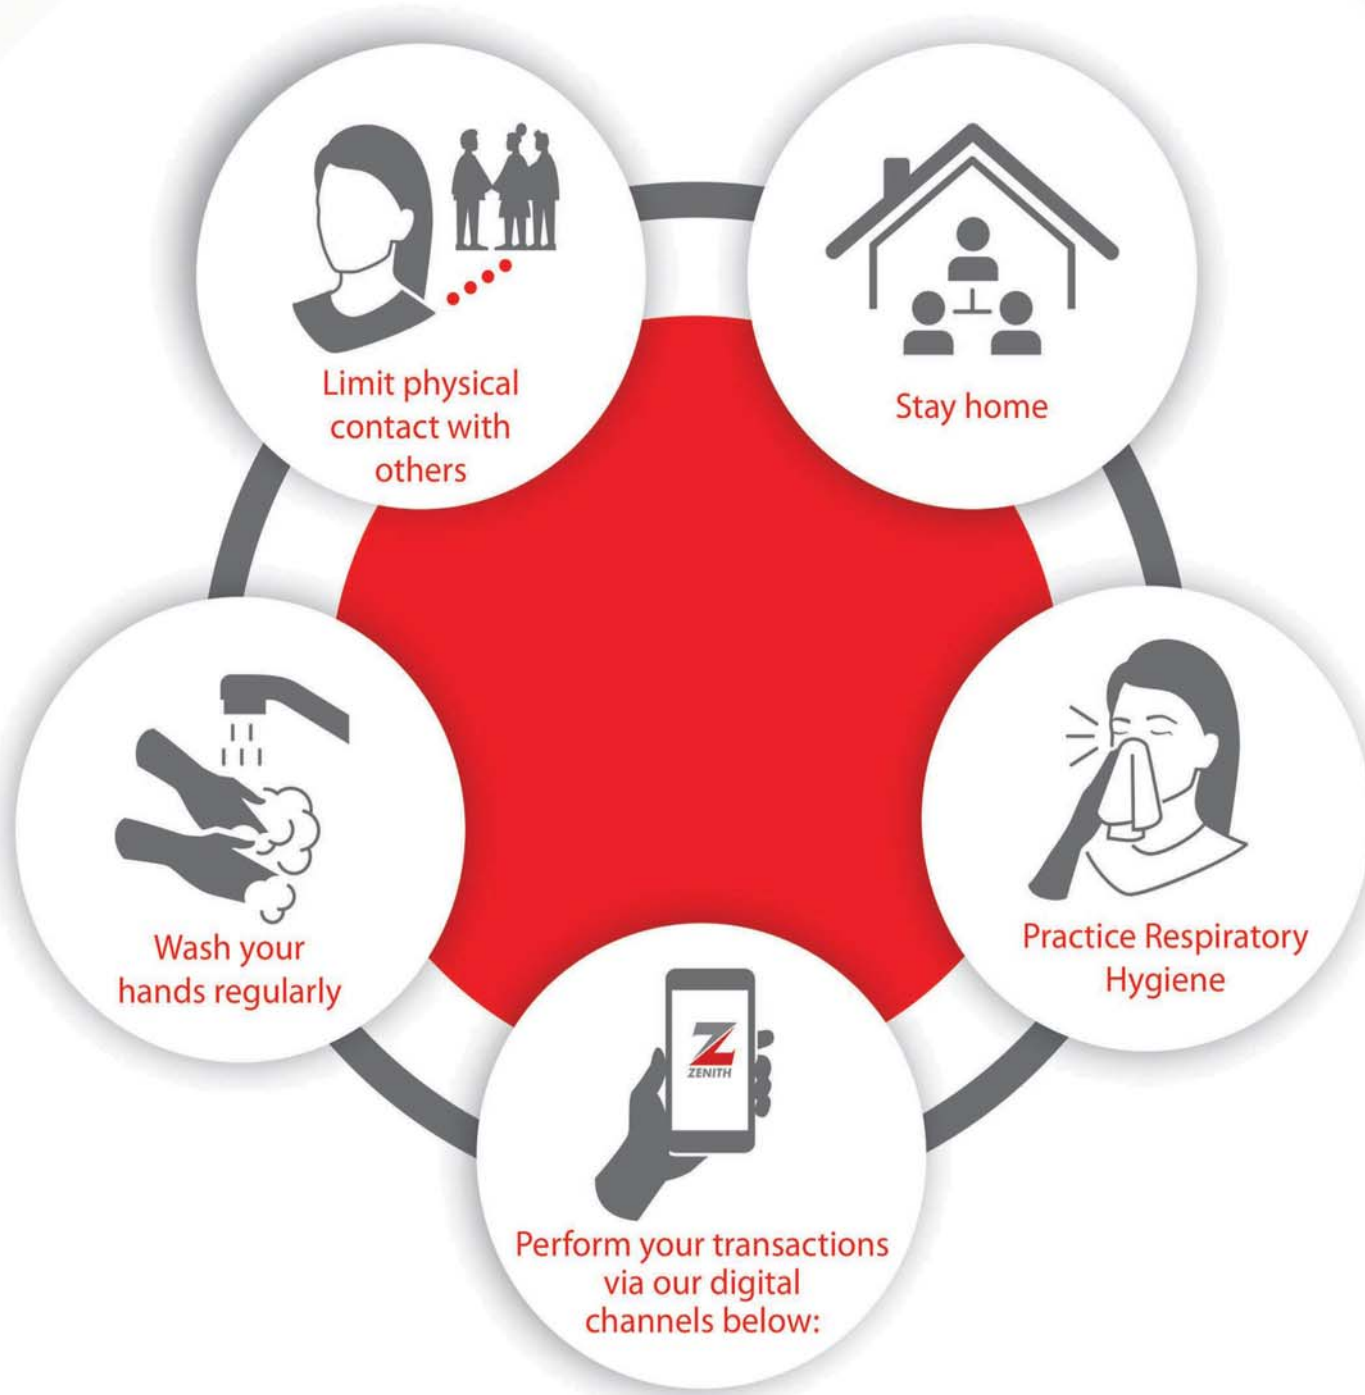 Limit physical
contact with
others
Stay home
Wash your
hands regularly
Practice Respiratory
Hygiene
ZENITH
Perform your transactions
via our digital
channels below: